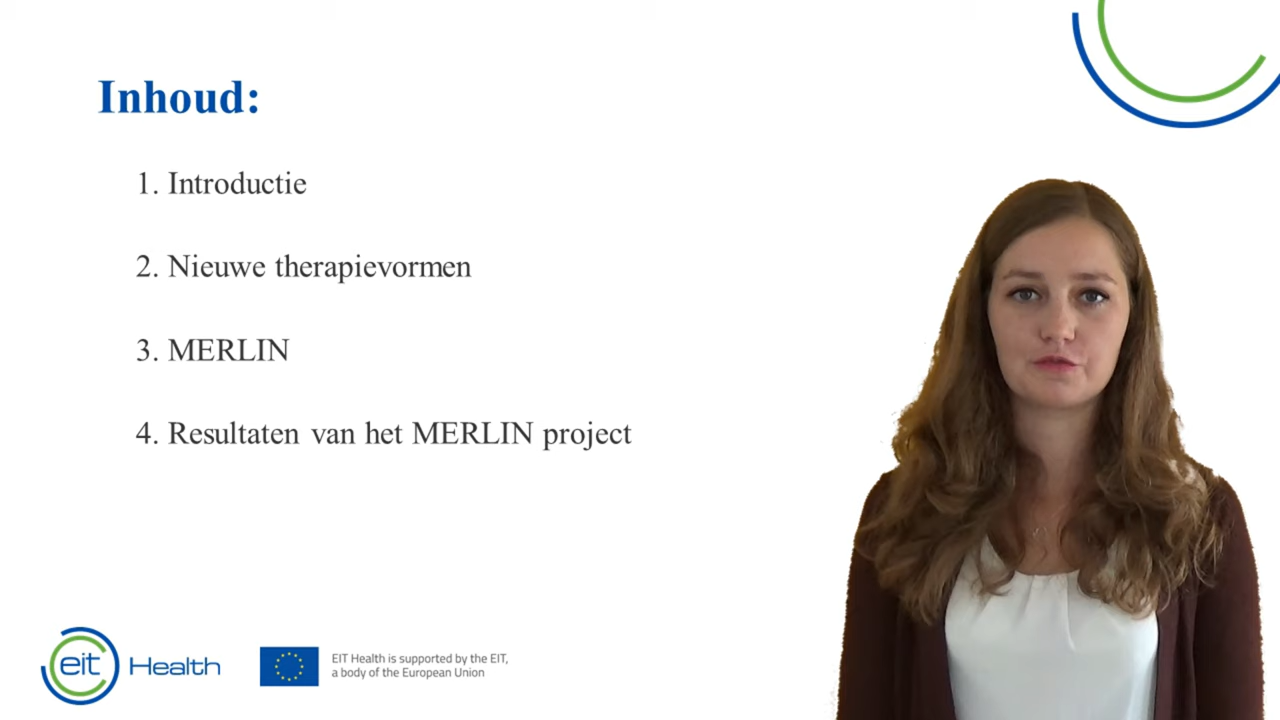 Inhoud:
1. Introductie
2. Nieuwe therapievormen
3. MERLIN
4. Resultaten van het MERLIN project
eit Health
EIT Health is supported by the EIT,
a body of the European Union